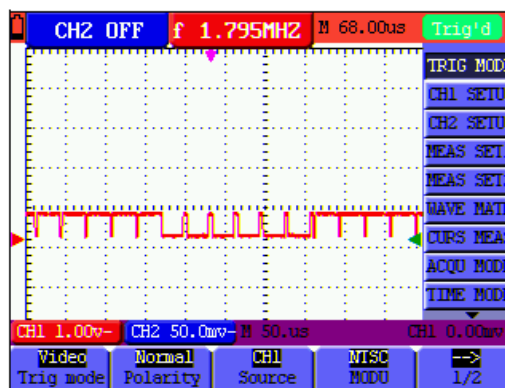 CH2 OFF f 1.795MHZ M 68.00us Trig'd
TRIG MOD
CH1 SETU
CH2 SETU
MEAS SET
MEAS SET
WAVE MAT
CURS MEA
ACQU MOD
TIME MOD
CH1 1.00v- CH2 50.0mv- M 50.us CH1 0.00mv
Video Normal CH1 NTSC -->
Trig mode Polarity Source MODU 1/2